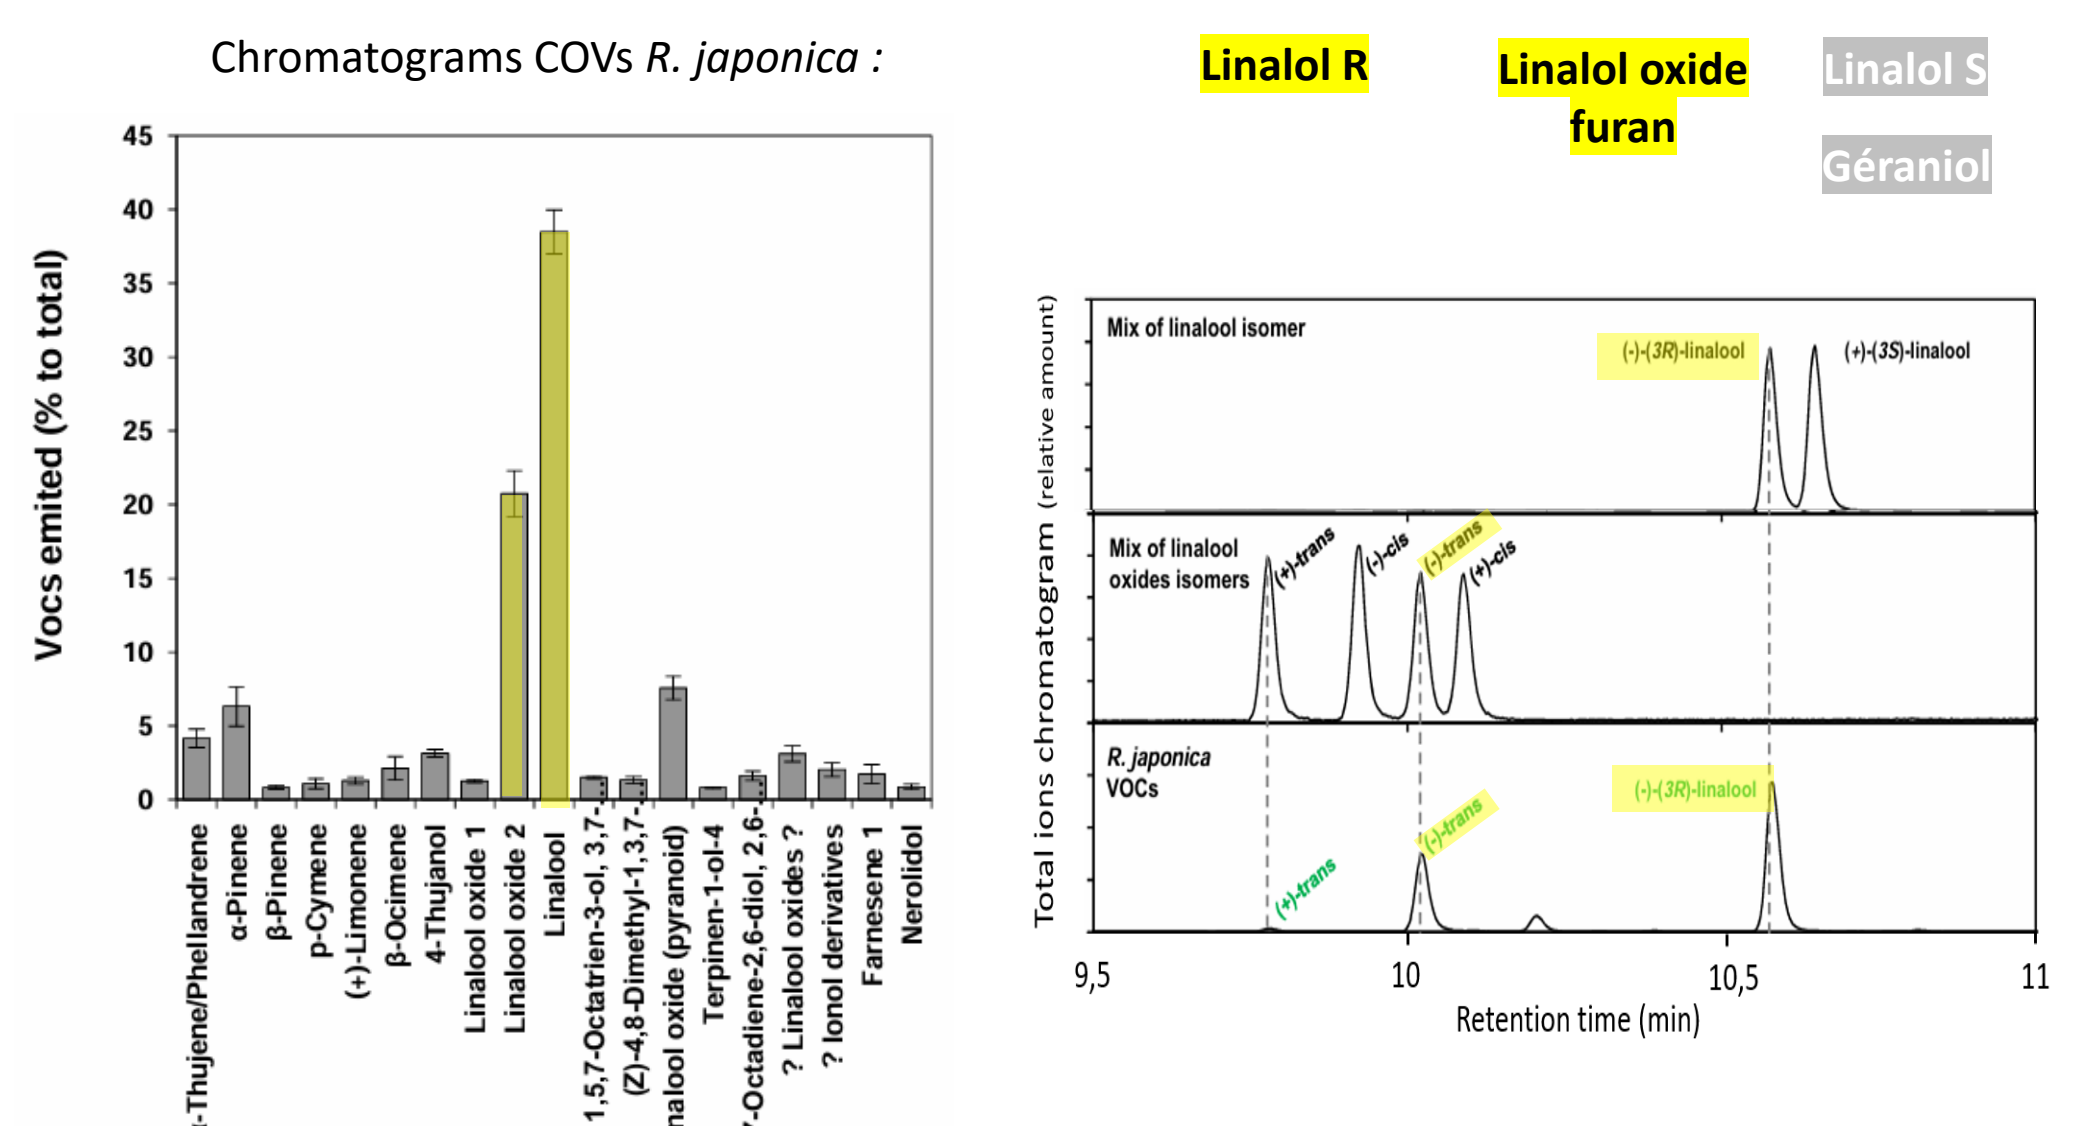 Chromatograms COVs R. japonica :
Linalol R
Linalol oxide
furan
Linalol S
Géraniol
Vocs emited (% to total)
45
40
35
30
25
20
15
10
5
0
α-Thujene/Phellandrene
α-Pinene
β-Pinene
p-Cymene
(+)-Limonene
β-Ocimene
4-Thujanol
Linalool oxide 1
Linalool oxide 2
Linalool
1,5,7-Octatrien-3-ol, 3,7-...
(Z)-4,8-Dimethyl-1,3,7-...
nalool oxide (pyranoid)
Terpinen-1-ol-4
7-Octadiene-2,6-diol, 2,6-...
? Linalool oxides ?
? Ionol derivatives
Farnesene 1
Nerolidol
Total ions chromatogram (relative amount)
Mix of linalool isomer
(-)-(3R)-linalool
(+)-(3S)-linalool
Mix of linalool
oxides isomers
(+)-trans
(-)-cis
(-)-trans
(+)-cis
R. japonica
VOCs
(+)-trans
(-)-trans
(-)-(3R)-linalool
9,5
10
10,5
11
Retention time (min)